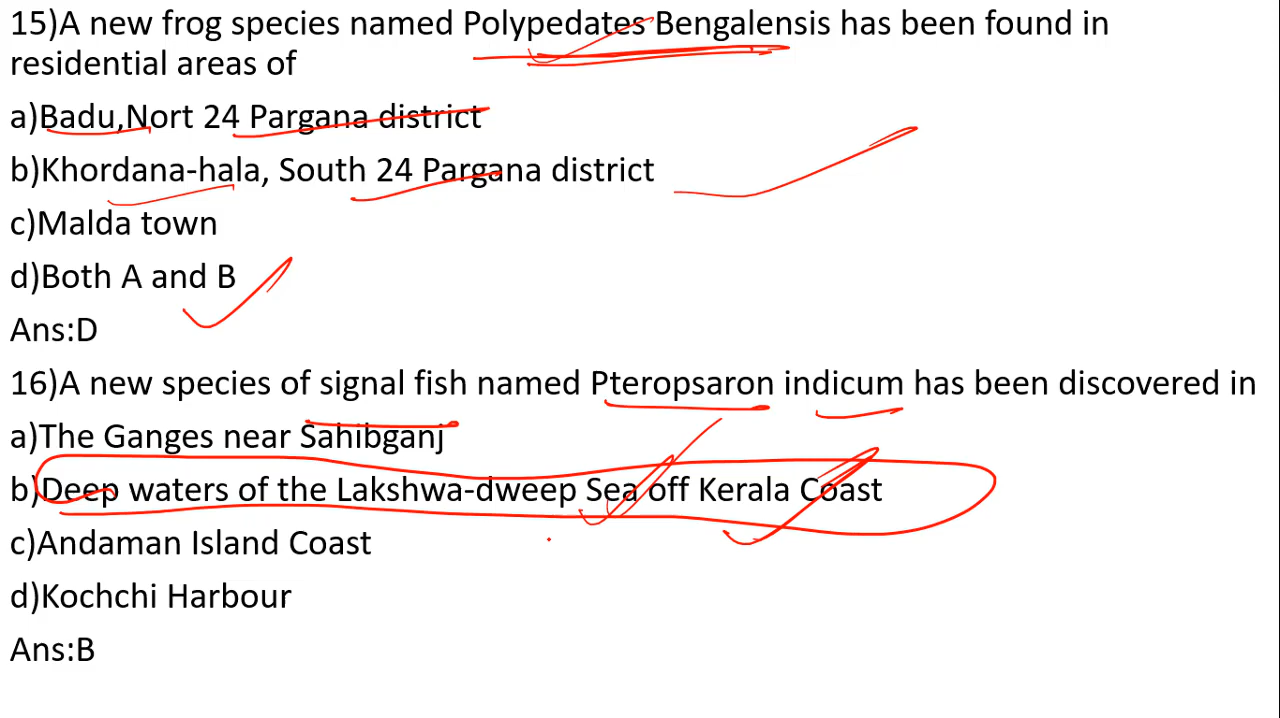 15)A new frog species named Polypedates Bengalensis has been found in
residential areas of
a)Badu,Nort 24 Pargana district
b)Khordana-hala, South 24 Pargana district
c)Malda town
d)Both A and B
Ans:D
16)A new species of signal fish named Pteropsaron indicum has been discovered in
a)The Ganges near Sahibganj
b)Deep waters of the Lakshwa-dweep Sea off Kerala Coast
c)Andaman Island Coast
d)Kochchi Harbour
Ans:B